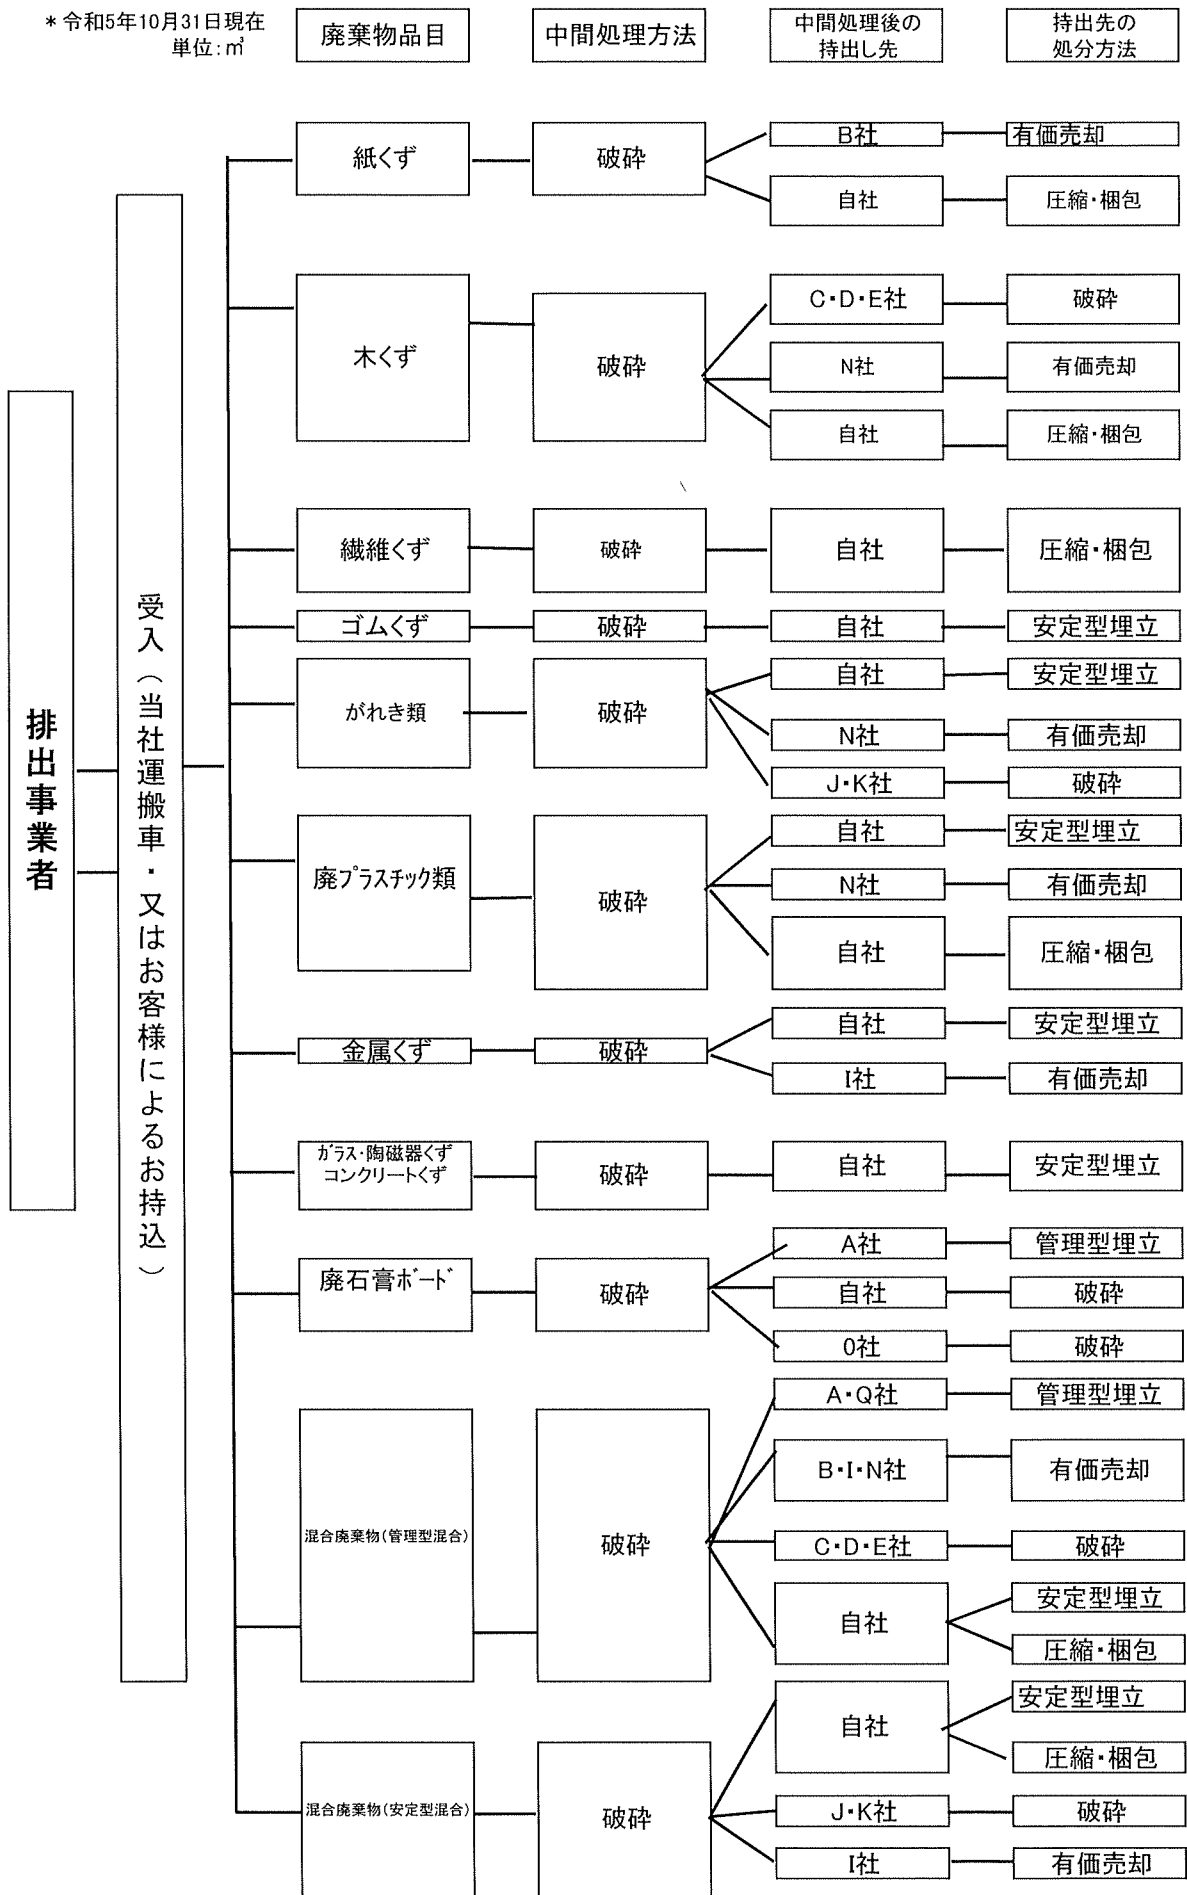 *令和5年10月31日現在
単位:㎥
廃棄物品目
中間処理方法
中間処理後の
持出し先
持出先の
処分方法
排出事業者
受入（当社運搬車・又はお客様によるお持込）
紙くず
破砕
B社
有価売却
自社
圧縮・梱包
木くず
破砕
C・D・E社
破砕
N社
有価売却
自社
圧縮・梱包
繊維くず
破砕
自社
圧縮・梱包
ゴムくず
破砕
自社
安定型埋立
がれき類
破砕
自社
安定型埋立
N社
有価売却
J・K社
破砕
廃プラスチック類
破砕
自社
安定型埋立
N社
有価売却
自社
圧縮・梱包
金属くず
破砕
自社
安定型埋立
I社
有価売却
ガラス・陶磁器くず
コンクリートくず
破砕
自社
安定型埋立
廃石膏ボード
破砕
A社
管理型埋立
自社
破砕
O社
破砕
混合廃棄物(管理型混合)
破砕
A・Q社
管理型埋立
B・I・N社
有価売却
C・D・E社
破砕
自社
安定型埋立
圧縮・梱包
混合廃棄物(安定型混合)
破砕
自社
安定型埋立
圧縮・梱包
J・K社
破砕
I社
有価売却